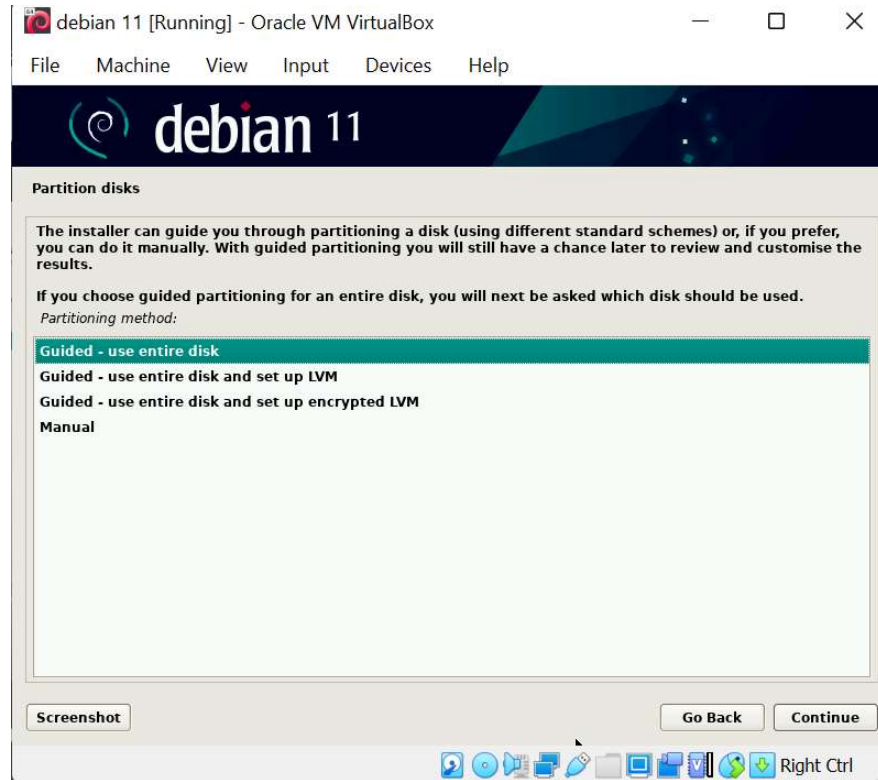 debian 11 [Running] - Oracle VM VirtualBox
File Machine View Input Devices Help
debian 11
Partition disks
The installer can guide you through partitioning a disk (using different standard schemes) or, if you prefer,
you can do it manually. With guided partitioning you will still have a chance later to review and customise the
results.
If you choose guided partitioning for an entire disk, you will next be asked which disk should be used.
Partitioning method:
Guided - use entire disk
Guided - use entire disk and set up LVM
Guided - use entire disk and set up encrypted LVM
Manual
Screenshot Go Back Continue
Right Ctrl